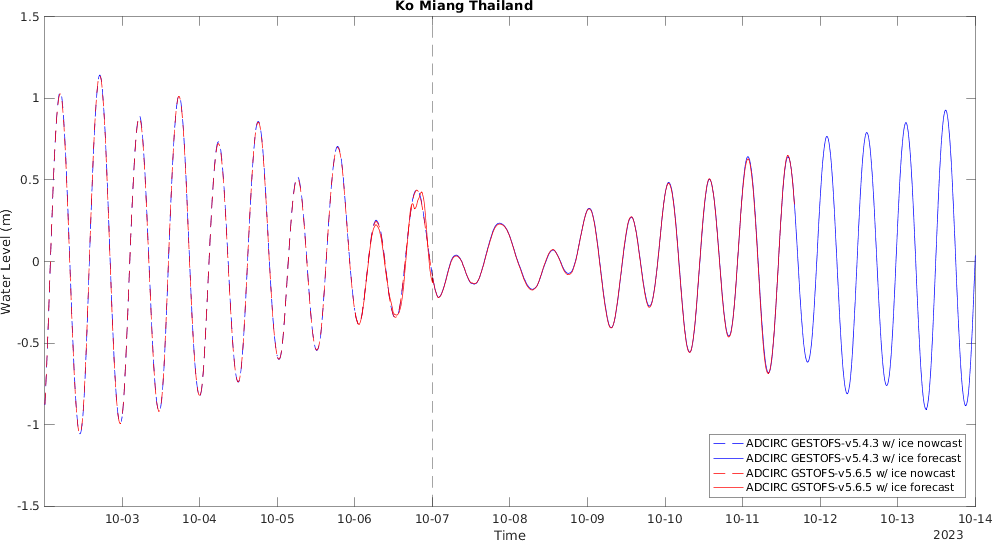 Ko Miang Thailand
1.5
1
0.5
0
-0.5
-1
-1.5
Water Level (m)
10-03 10-04 10-05 10-06 10-07 10-08 10-09 10-10 10-11 10-12 10-13 10-14
Time
2023
ADCIRC GESTOFS-v5.4.3 w/ ice nowcast
ADCIRC GESTOFS-v5.4.3 w/ ice forecast
ADCIRC GSTOFS-v5.6.5 w/ ice nowcast
ADCIRC GSTOFS-v5.6.5 w/ ice forecast